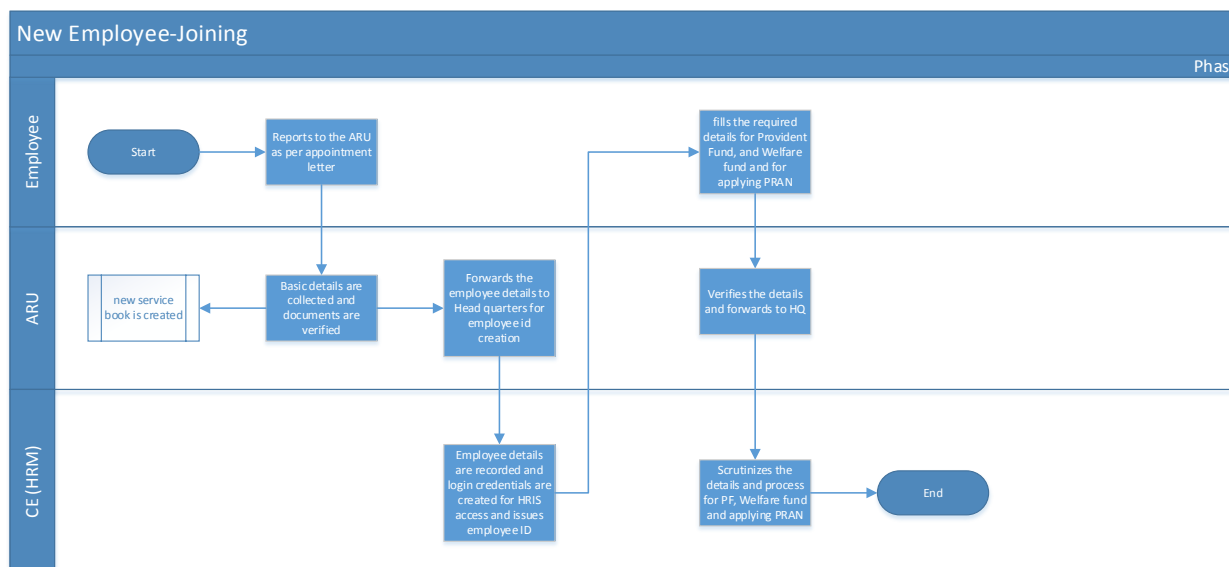 New Employee-Joining
Phas
Employee
Start
Reports to the ARU
as per appointment
letter
fills the required
details for Provident
Fund, and Welfare
fund and for
applying PRAN
ARU
new service
book is created
Basic details are
collected and
documents are
verified
Forwards the
employee details to
Head quarters for
employee id
creation
Verifies the details
and forwards to HQ
CE (HRM)
Employee details
are recorded and
login credentials are
created for HRIS
access and issues
employee ID
Scrutinizes the
details and process
for PF, Welfare fund
and applying PRAN
End